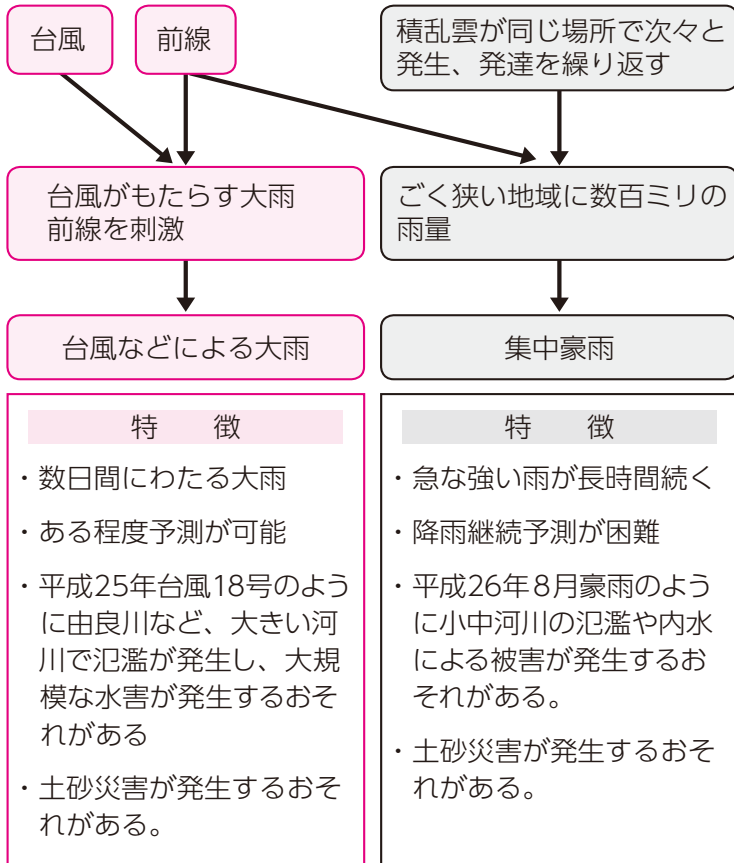 台風
前線
積乱雲が同じ場所で次々と
発生、発達を繰り返す
台風がもたらす大雨
前線を刺激
ごく狭い地域に数百ミリの
雨量
台風などによる大雨
集中豪雨
特　徴
・数日間にわたる大雨
・ある程度予測が可能
・平成25年台風18号のよう
に由良川など、大きい河
川で氾濫が発生し、大規
模な水害が発生するおそ
れがある
・土砂災害が発生するおそ
れがある。
特　徴
・急な強い雨が長時間続く
・降雨継続予測が困難
・平成26年8月豪雨のよう
に小中河川の氾濫や内水
による被害が発生するお
それがある。
・土砂災害が発生するおそ
れがある。